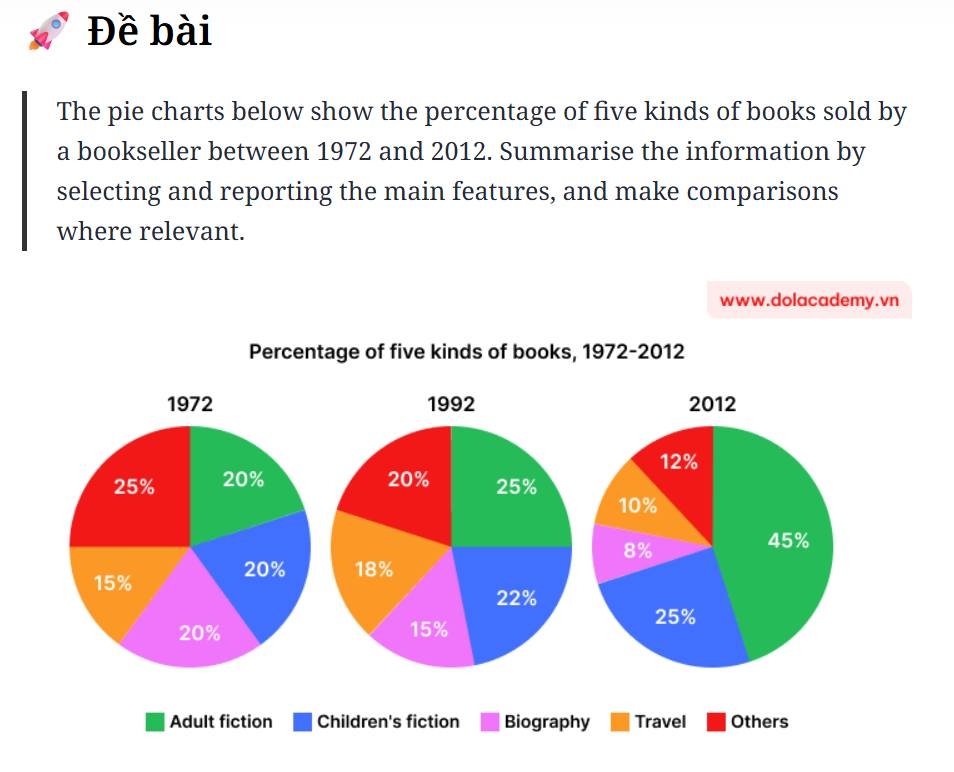 Đề bài
The pie charts below show the percentage of five kinds of books sold by
a bookseller between 1972 and 2012. Summarise the information by
selecting and reporting the main features, and make comparisons
where relevant.
www.dolacademy.vn
Percentage of five kinds of books, 1972-2012
1972 1992 2012
25% 20% 20% 15% 20%
20% 25% 22% 15% 18%
12% 45% 25% 8% 10%
Adult fiction Children's fiction Biography Travel Others